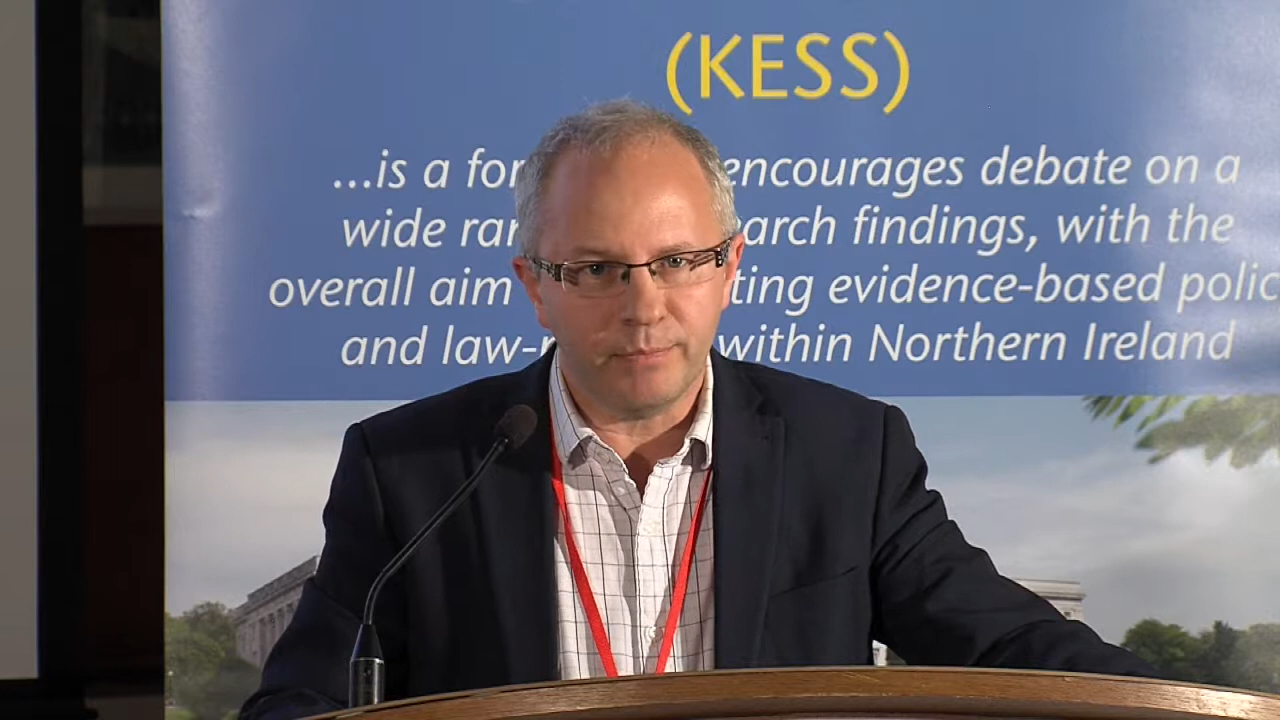 (KESS)
...is a for encourages debate on a
wide ran arch findings, with the
overall aim ting evidence-based polic
and law- within Northern Ireland